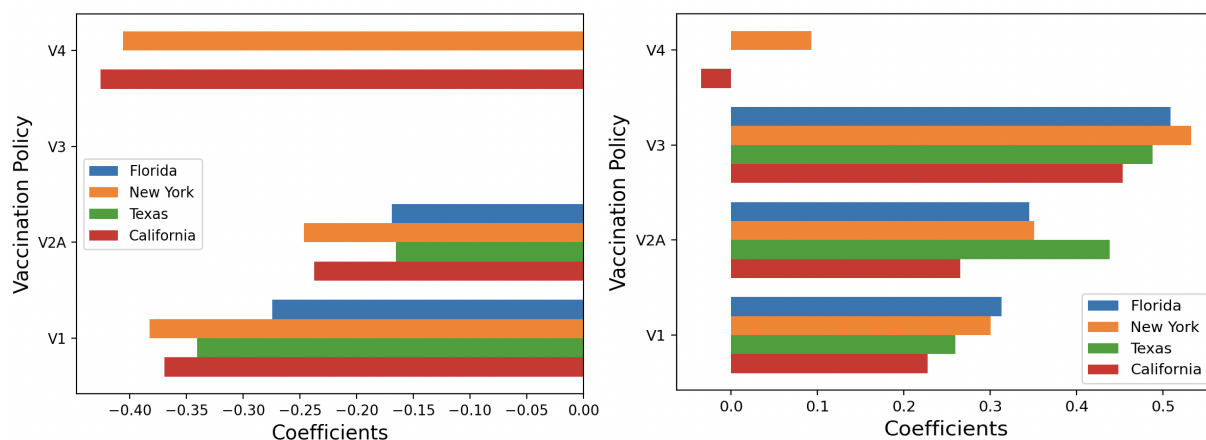 V4
V3
V2A
V1
Vaccination Policy
Florida
New York
Texas
California
−0.40 −0.35 −0.30 −0.25 −0.20 −0.15 −0.10 −0.05 0.00
Coefficients
V4
V3
V2A
V1
Vaccination Policy
Florida
New York
Texas
California
0.0 0.1 0.2 0.3 0.4 0.5
Coefficients